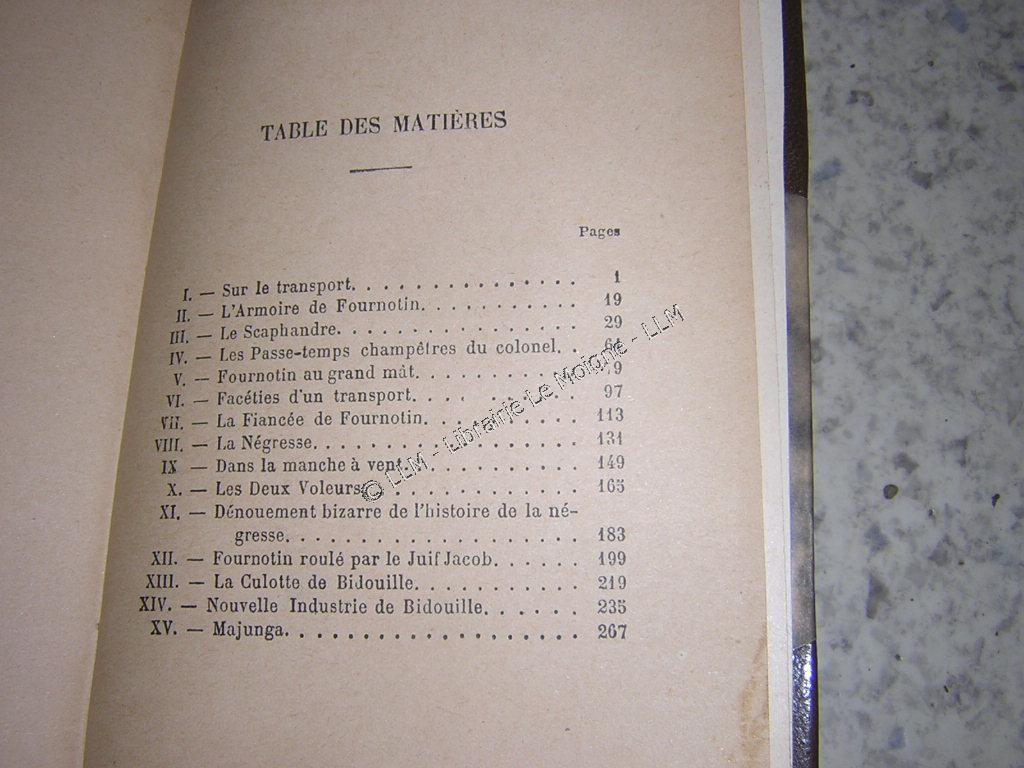 TABLE DES MATIÈRES
Pages
I. — Sur le transport. . . . . . . . . . . . . . . . 1
II. — L'Armoire de Fournotin. . . . . . . . . . . 19
III. — Le Scaphandre. . . . . . . . . . . . . . . . 29
IV. — Les Passe-temps champêtres du colonel. .
V. — Fournotin au grand mât. . . . . . . . . .
VI. — Facéties d'un transport. . . . . . . . . . 97
VII. — La Fiancée de Fournotin. . . . . . . . . . 113
VIII. — La Négresse. . . . . . . . . . . . . . . . 131
IX — Dans la manche à vent. . . . . . . . . . 149
X. — Les Deux Voleurs. . . . . . . . . . . . . 165
XI. — Dénouement bizarre de l'histoire de la né-
gresse. . . . . . . . . . . . . . . . . 183
XII. — Fournotin roulé par le Juif Jacob. . . . . . 199
XIII. — La Culotte de Bidouille. . . . . . . . . . . 219
XIV. — Nouvelle Industrie de Bidouille. . . . . . 235
XV. — Majunga. . . . . . . . . . . . . . . . . . . 267
© LLM - Librairie Le Moigne - LLM